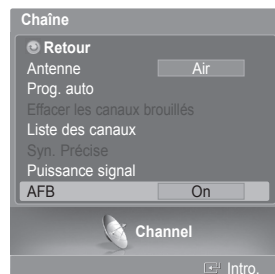 Chaîne
Retour
Antenne Air
Prog. auto
Effacer les canaux brouillés
Liste des canaux
Syn. Précise
Puissance signal
AFB On
Channel
Intro.